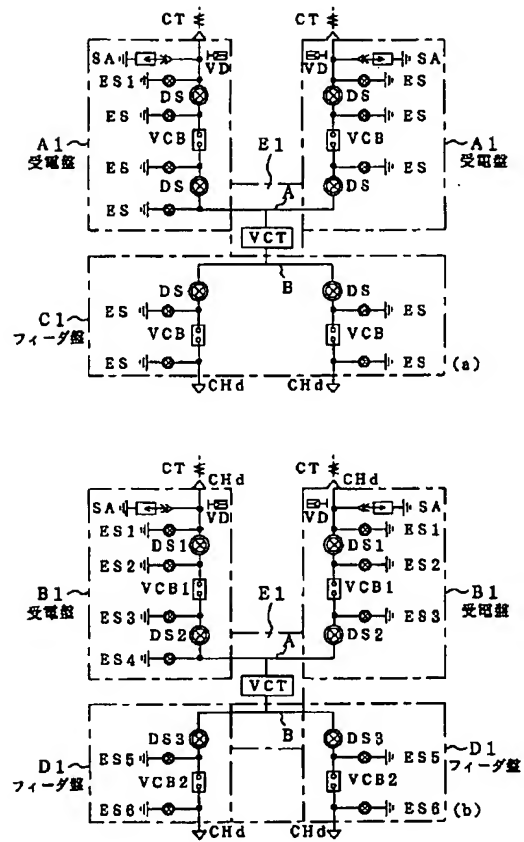 CT CT
SA VD VD SA
ES1 ES
DS DS
ES ES
A1 VCB VCB A1
受電盤 E1 受電盤
ES ES
DS A DS
ES
VCT
DS B DS
C1 ES ES
フィーダ盤 VCB VCB
ES ES
CHd CHd (a)
CT CHd CT CHd
SA VD VD SA
ES1 ES1
DS1 DS1
ES2 ES2
B1 VCB1 VCB1 B1
受電盤 E1 受電盤
ES3 ES3
DS2 A DS2
ES4
VCT
DS3 B DS3
D1 ES5 ES5 D1
フィーダ盤 VCB2 VCB2 フィーダ盤
ES6 ES6 (b)
CHd CHd